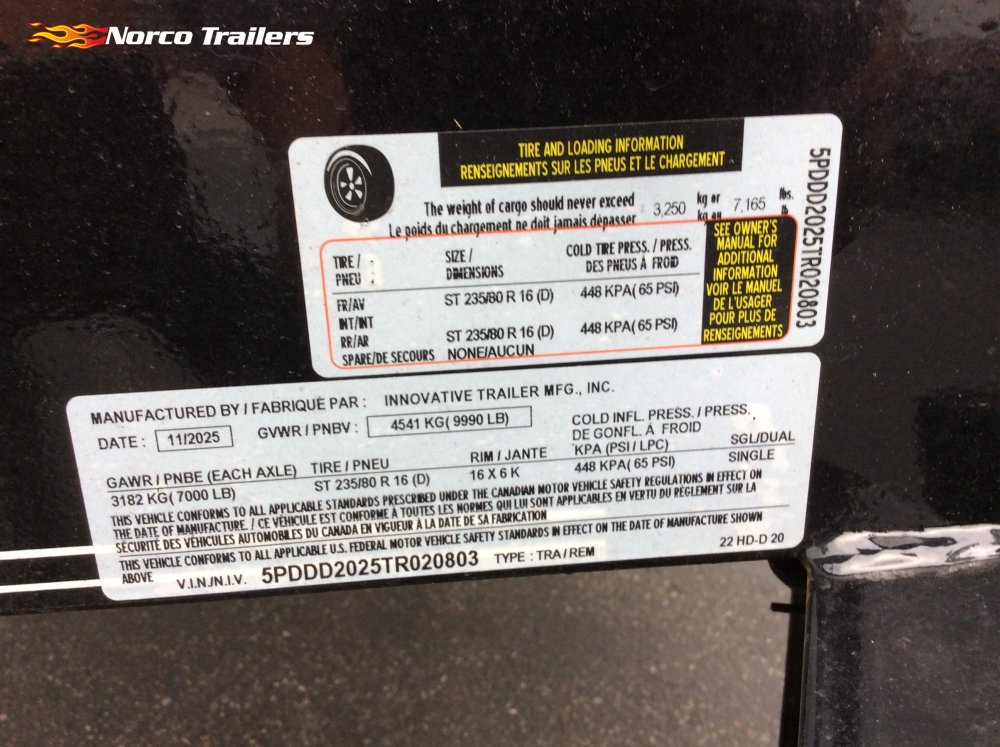 Norco Trailers
TIRE AND LOADING INFORMATION
RENSEIGNEMENTS SUR LES PNEUS ET LE CHARGEMENT
The weight of cargo should never exceed
Le poids du chargement ne doit jamais dépasser
3,250 kg or kg ou 7,165 lbs. lb
TIRE / PNEU SIZE / DIMENSIONS COLD TIRE PRESS. / PRESS. DES PNEUS À FROID
FR/AV ST 235/80 R 16 (D) 448 KPA( 65 PSI)
INT/INT
RR/AR ST 235/80 R 16 (D) 448 KPA( 65 PSI)
SPARE/DE SECOURS NONE/AUCUN
SEE OWNER'S
MANUAL FOR
ADDITIONAL
INFORMATION
VOIR LE MANUEL
DE L'USAGER
POUR PLUS DE
RENSEIGNEMENTS
5PDDD2025TR020803
MANUFACTURED BY / FABRIQUÉ PAR : INNOVATIVE TRAILER MFG., INC.
DATE : 11/2025 GVWR / PNBV : 4541 KG( 9990 LB)
COLD INFL. PRESS. / PRESS.
DE GONFL. À FROID
GAWR / PNBE (EACH AXLE) TIRE / PNEU RIM / JANTE KPA (PSI / LPC) SGL/DUAL
3182 KG( 7000 LB) ST 235/80 R 16 (D) 16 X 6 K 448 KPA( 65 PSI) SINGLE
THIS VEHICLE CONFORMS TO ALL APPLICABLE STANDARDS PRESCRIBED UNDER THE CANADIAN MOTOR VEHICLE SAFETY REGULATIONS IN EFFECT ON
THE DATE OF MANUFACTURE. / CE VÉHICULE EST CONFORME À TOUTES LES NORMES QUI LUI SONT APPLICABLES EN VERTU DU RÈGLEMENT SUR LA
SÉCURITÉ DES VÉHICULES AUTOMOBILES DU CANADA EN VIGUEUR À LA DATE DE SA FABRICATION
THIS VEHICLE CONFORMS TO ALL APPLICABLE U.S. FEDERAL MOTOR VEHICLE SAFETY STANDARDS IN EFFECT ON THE DATE OF MANUFACTURE SHOWN
ABOVE
V.I.N./N.I.V. 5PDDD2025TR020803 TYPE : TRA / REM 22 HD-D 20